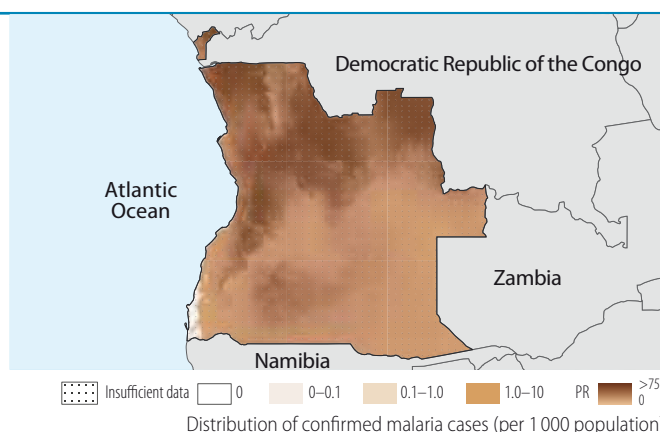 Democratic Republic of the Congo
Atlantic
Ocean
Zambia
Namibia
Insufficient data 0 0–0.1 0.1–1.0 1.0–10 PR >75
0
Distribution of confirmed malaria cases (per 1 000 population